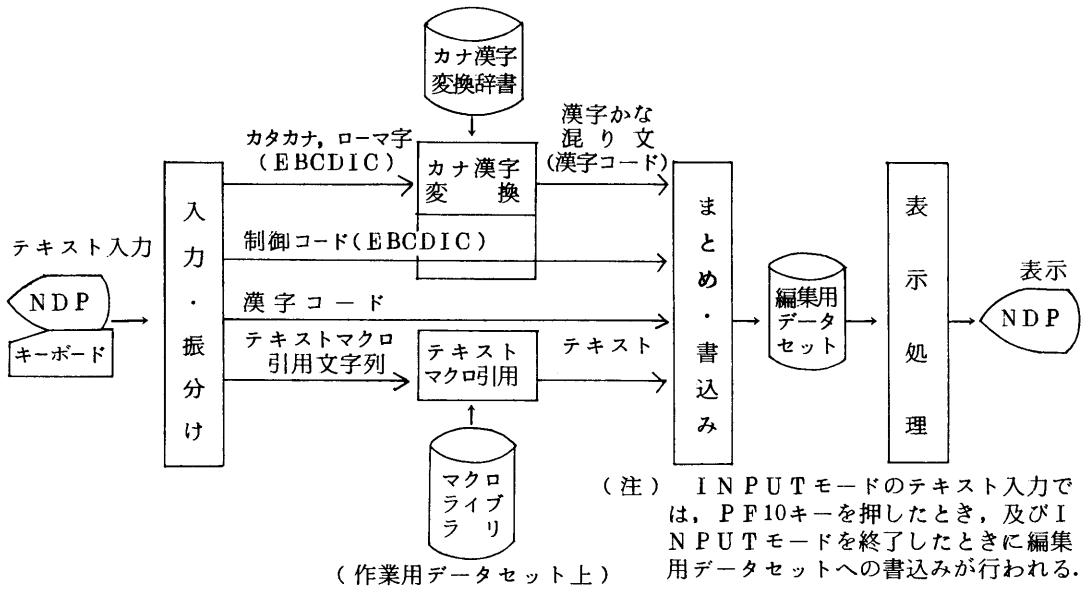 カナ漢字
変換辞書
カタカナ，ローマ字
(EBCDIC)
カナ漢字
変　換
漢字かな
混り文
(漢字コード)
テキスト入力
NDP
キーボード
入力・振分け
制御コード(EBCDIC)
漢字コード
テキストマクロ
引用文字列
テキスト
マクロ引用
テキスト
マクロ
ライブ
ラリ
(作業用データセット上)
まとめ・書込み
編集用
データ
セット
表示処理
表示
NDP
(注)　INPUTモードのテキスト入力で
は，PF10キーを押したとき，及びI
NPUTモードを終了したときに編集
用データセットへの書込みが行われる．